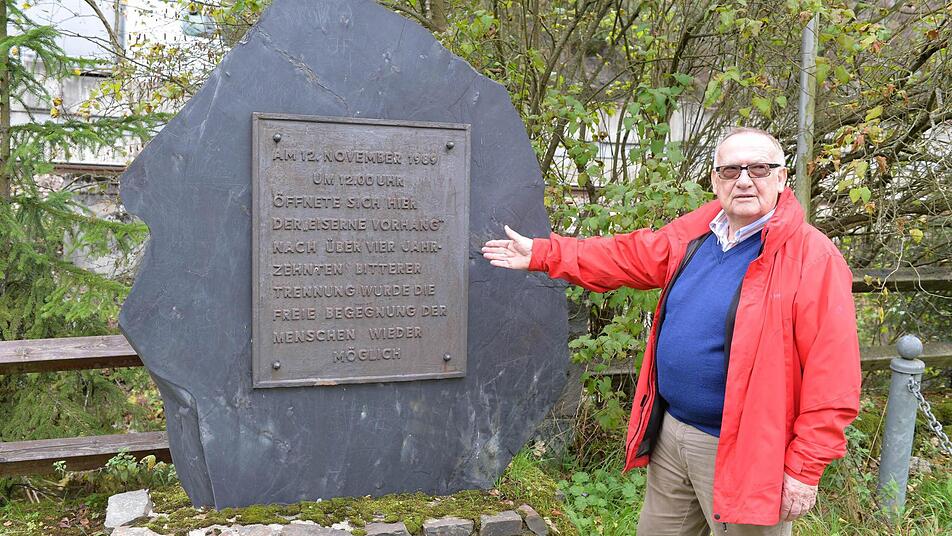 AM 12. NOVEMBER 1989
UM 12.00 UHR
ÖFFNETE SICH HIER
DER „EISERNE VORHANG"
NACH ÜBER VIER JAHR-
ZEHNTEN BITTERER
TRENNUNG WURDE DIE
FREIE BEGEGNUNG DER
MENSCHEN WIEDER
MÖGLICH